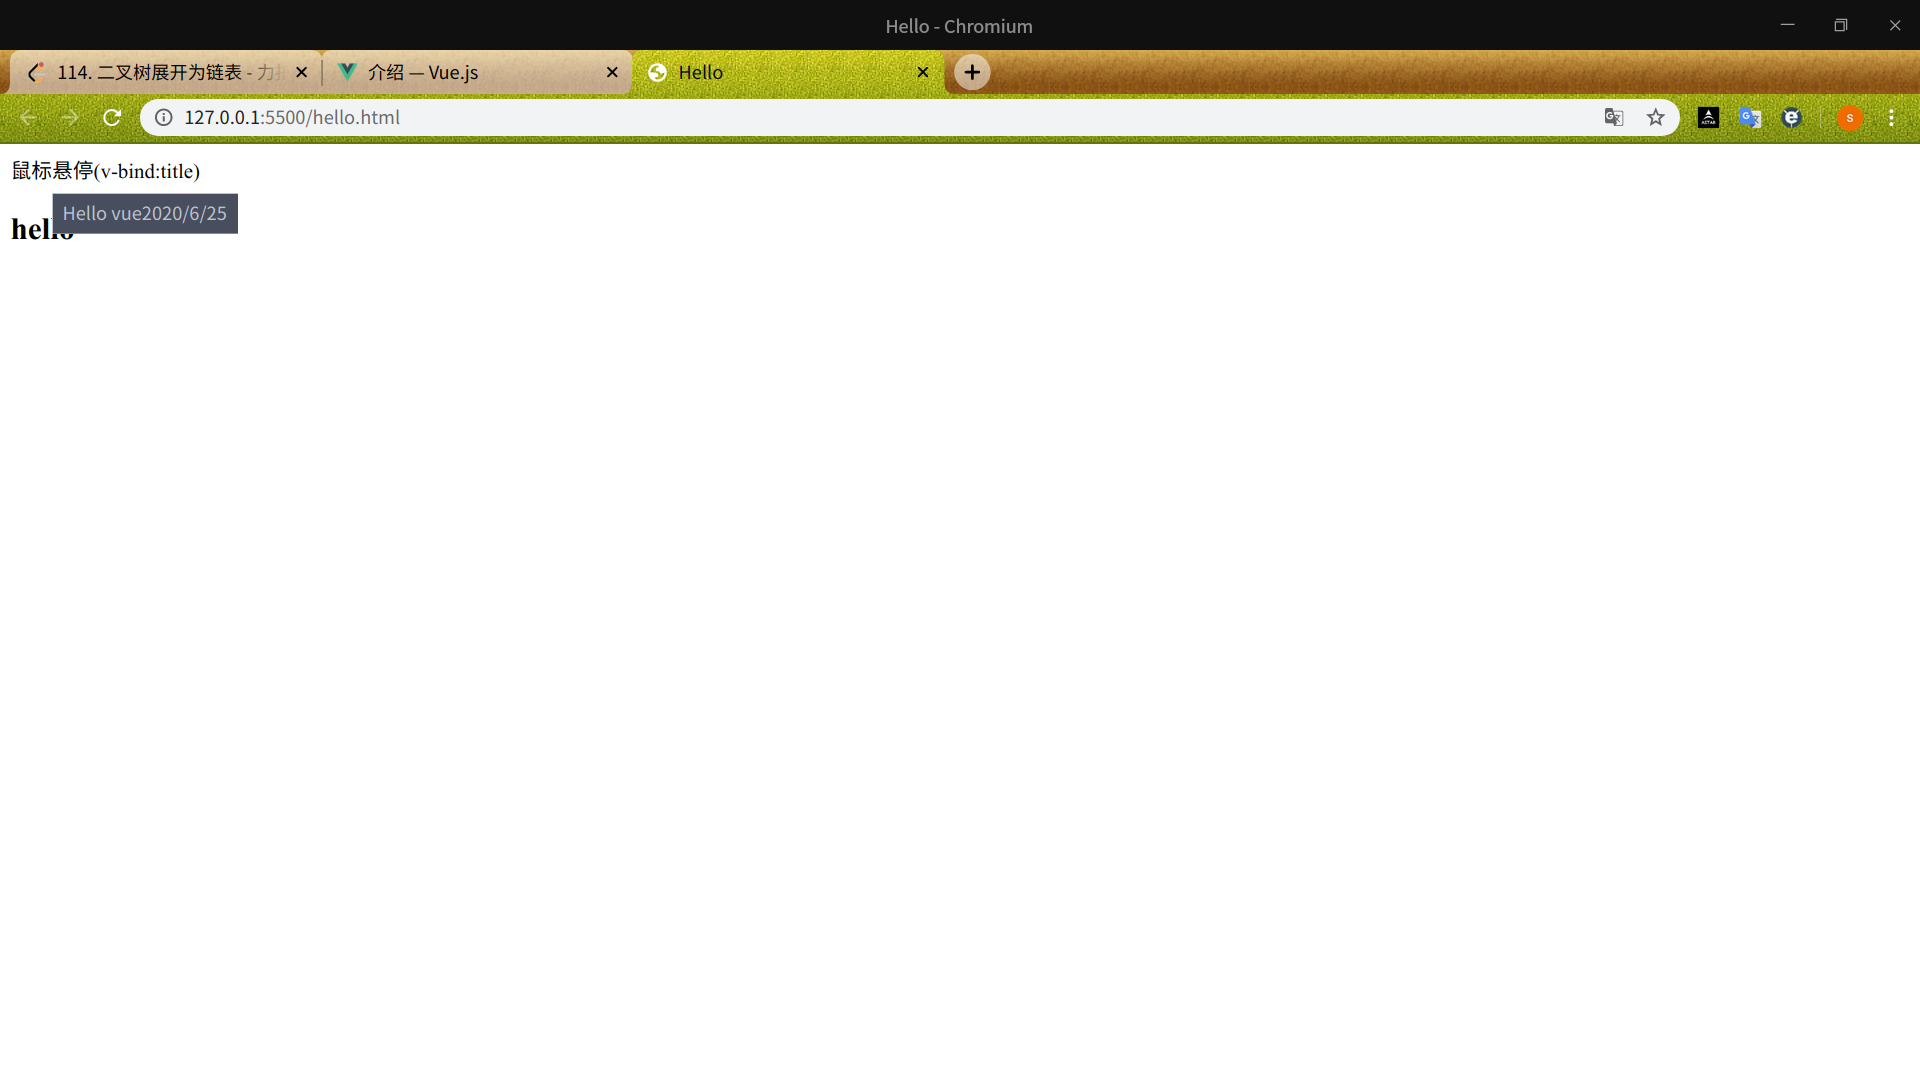 Hello - Chromium
114. 二叉树展开为链表 - 力
介绍 — Vue.js
Hello
127.0.0.1:5500/hello.html
鼠标悬停(v-bind:title)
Hello vue2020/6/25
hello